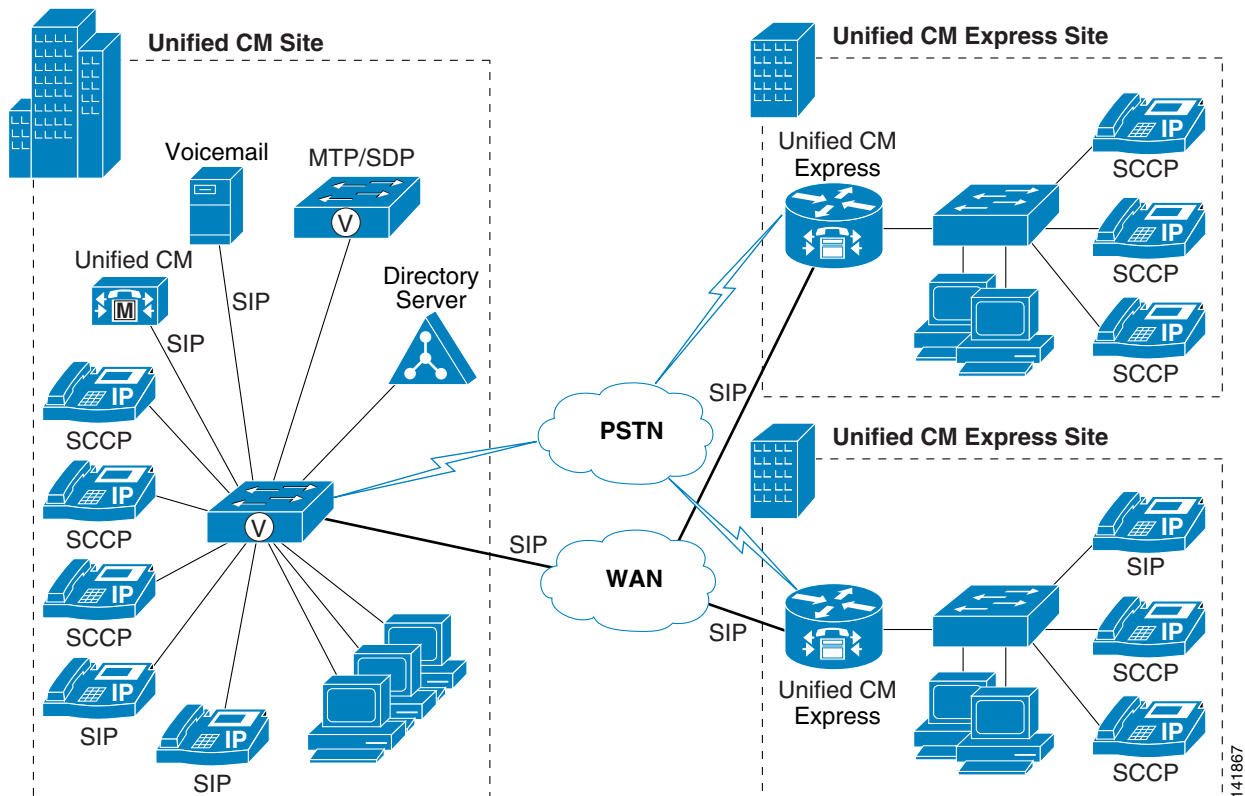 Unified CM Site
Voicemail
MTP/SDP
V
Unified CM
M
SIP
SIP
Directory
Server
IP
SCCP
IP
SCCP
IP
SCCP
IP
SIP
IP
SIP
V
PSTN
SIP
WAN
SIP
SIP
Unified CM Express Site
Unified CM
Express
IP
SCCP
IP
SCCP
IP
SCCP
Unified CM Express Site
Unified CM
Express
IP
SIP
IP
SCCP
IP
SCCP
141867